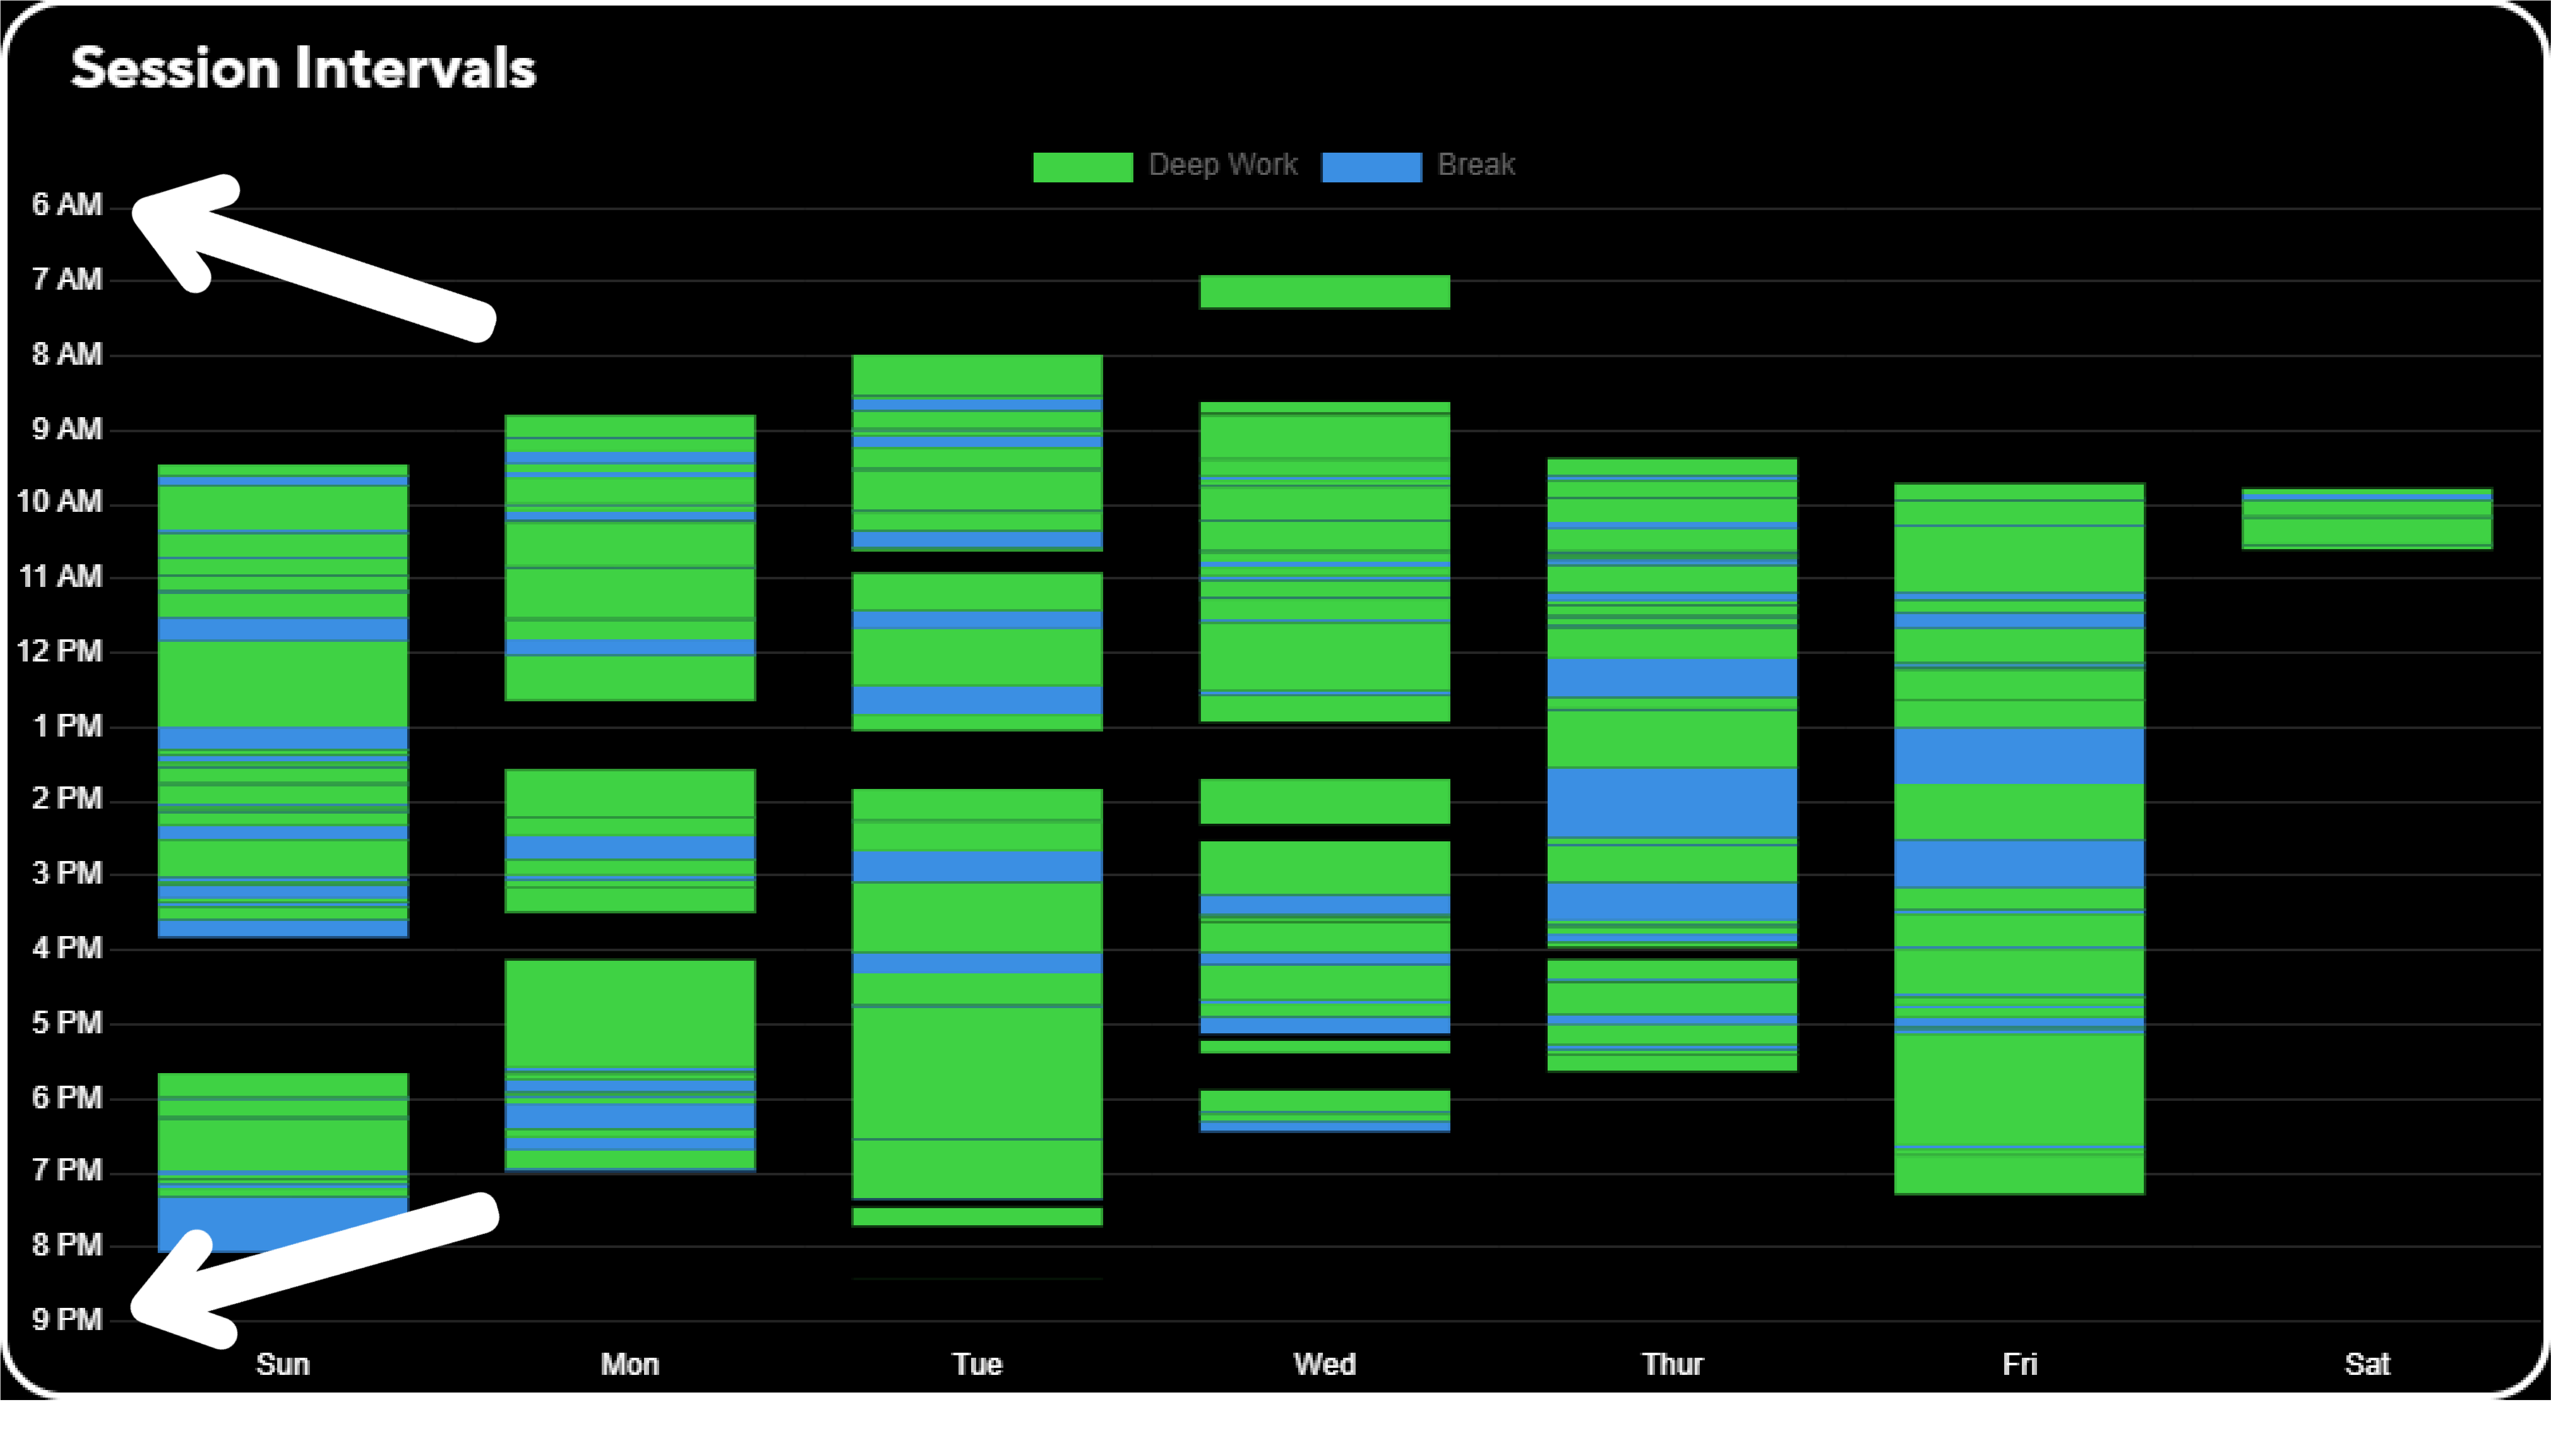 Session Intervals
Deep Work Break
6 AM
7 AM
8 AM
9 AM
10 AM
11 AM
12 PM
1 PM
2 PM
3 PM
4 PM
5 PM
6 PM
7 PM
8 PM
9 PM
Sun Mon Tue Wed Thur Fri Sat